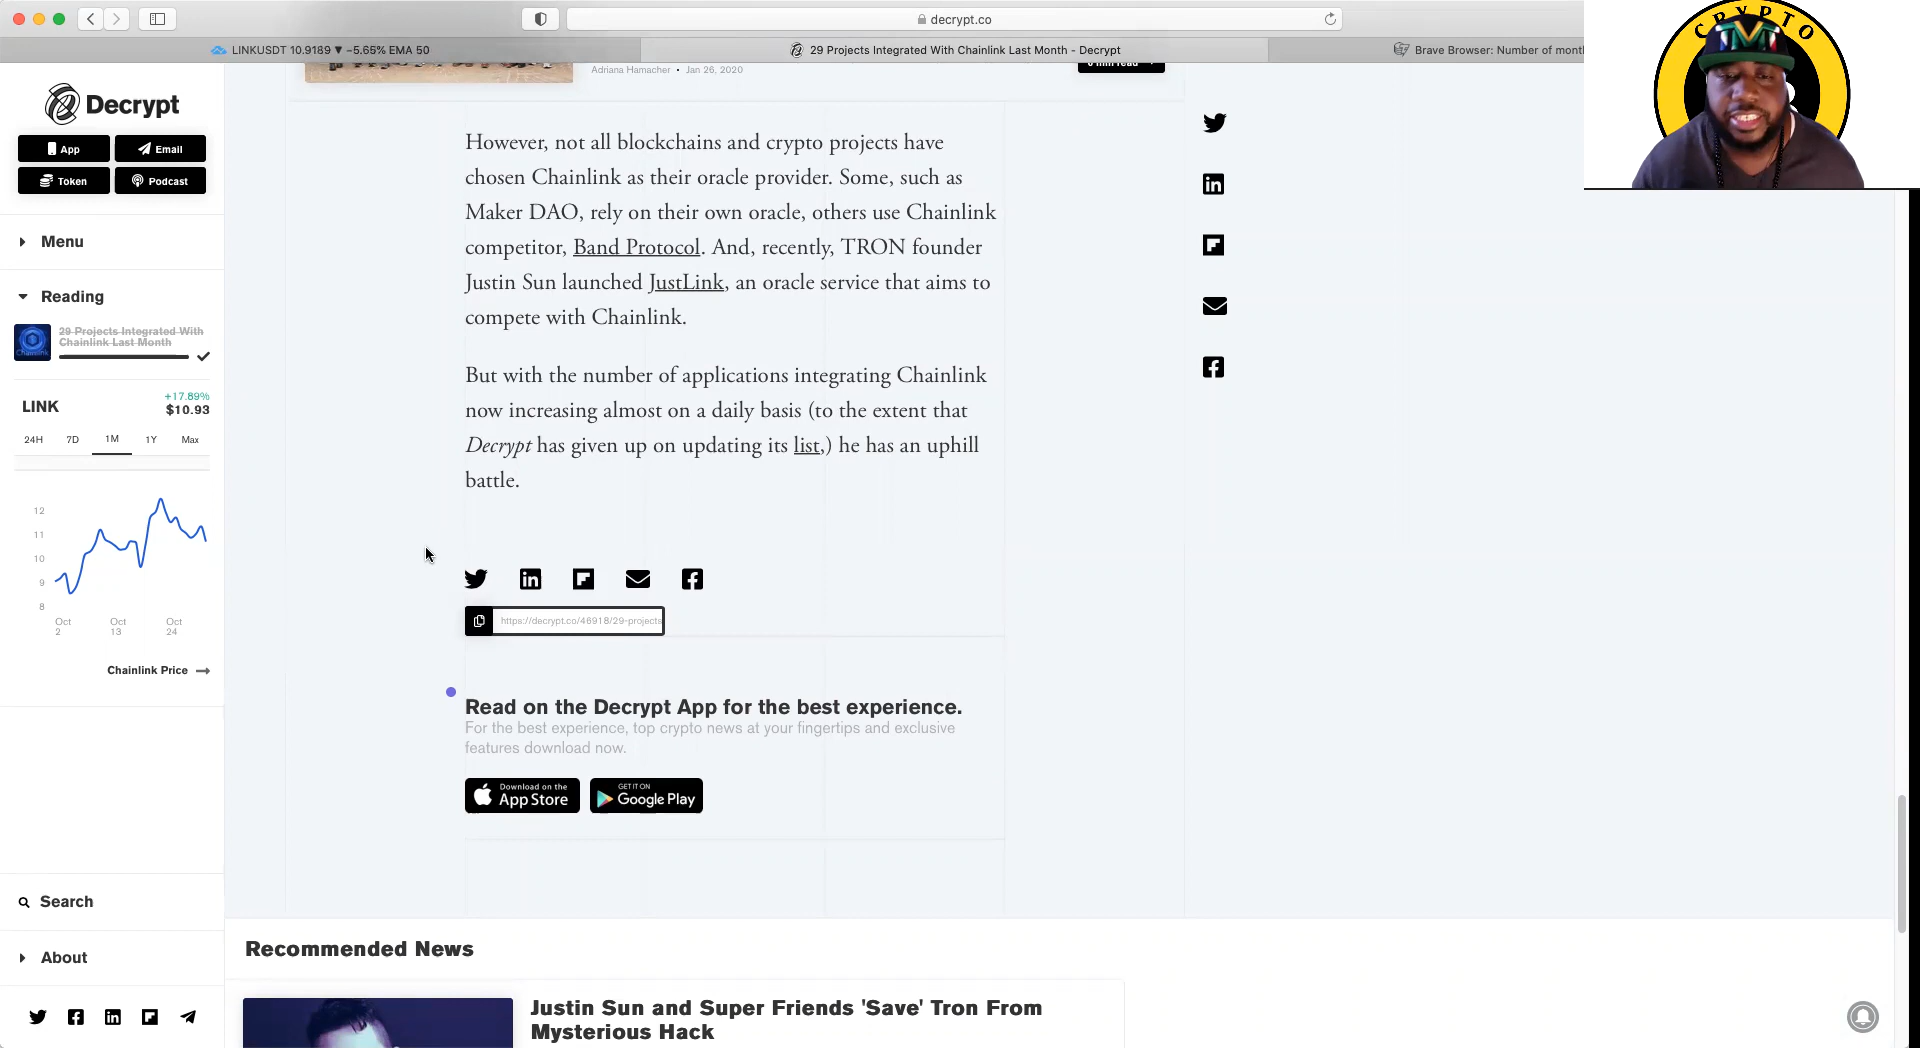 decrypt.co
LINKUSDT 10.9189 ▼ −5.65% EMA 50
29 Projects Integrated With Chainlink Last Month - Decrypt
Brave Browser: Number of mont
CRYPTO
Decrypt
App
Email
Token
Podcast
Menu
Reading
29 Projects Integrated With
Chainlink Last Month
LINK
+17.89%
$10.93
24H 7D 1M 1Y Max
12
11
10
9
8
Oct 2
Oct 13
Oct 24
Chainlink Price
Search
About
Adriana Hamacher • Jan 26, 2020
However, not all blockchains and crypto projects have
chosen Chainlink as their oracle provider. Some, such as
Maker DAO, rely on their own oracle, others use Chainlink
competitor, Band Protocol. And, recently, TRON founder
Justin Sun launched JustLink, an oracle service that aims to
compete with Chainlink.
But with the number of applications integrating Chainlink
now increasing almost on a daily basis (to the extent that
Decrypt has given up on updating its list,) he has an uphill
battle.
https://decrypt.co/46918/29-projects
Read on the Decrypt App for the best experience.
For the best experience, top crypto news at your fingertips and exclusive
features download now.
Download on the
App Store
GET IT ON
Google Play
Recommended News
Justin Sun and Super Friends 'Save' Tron From
Mysterious Hack